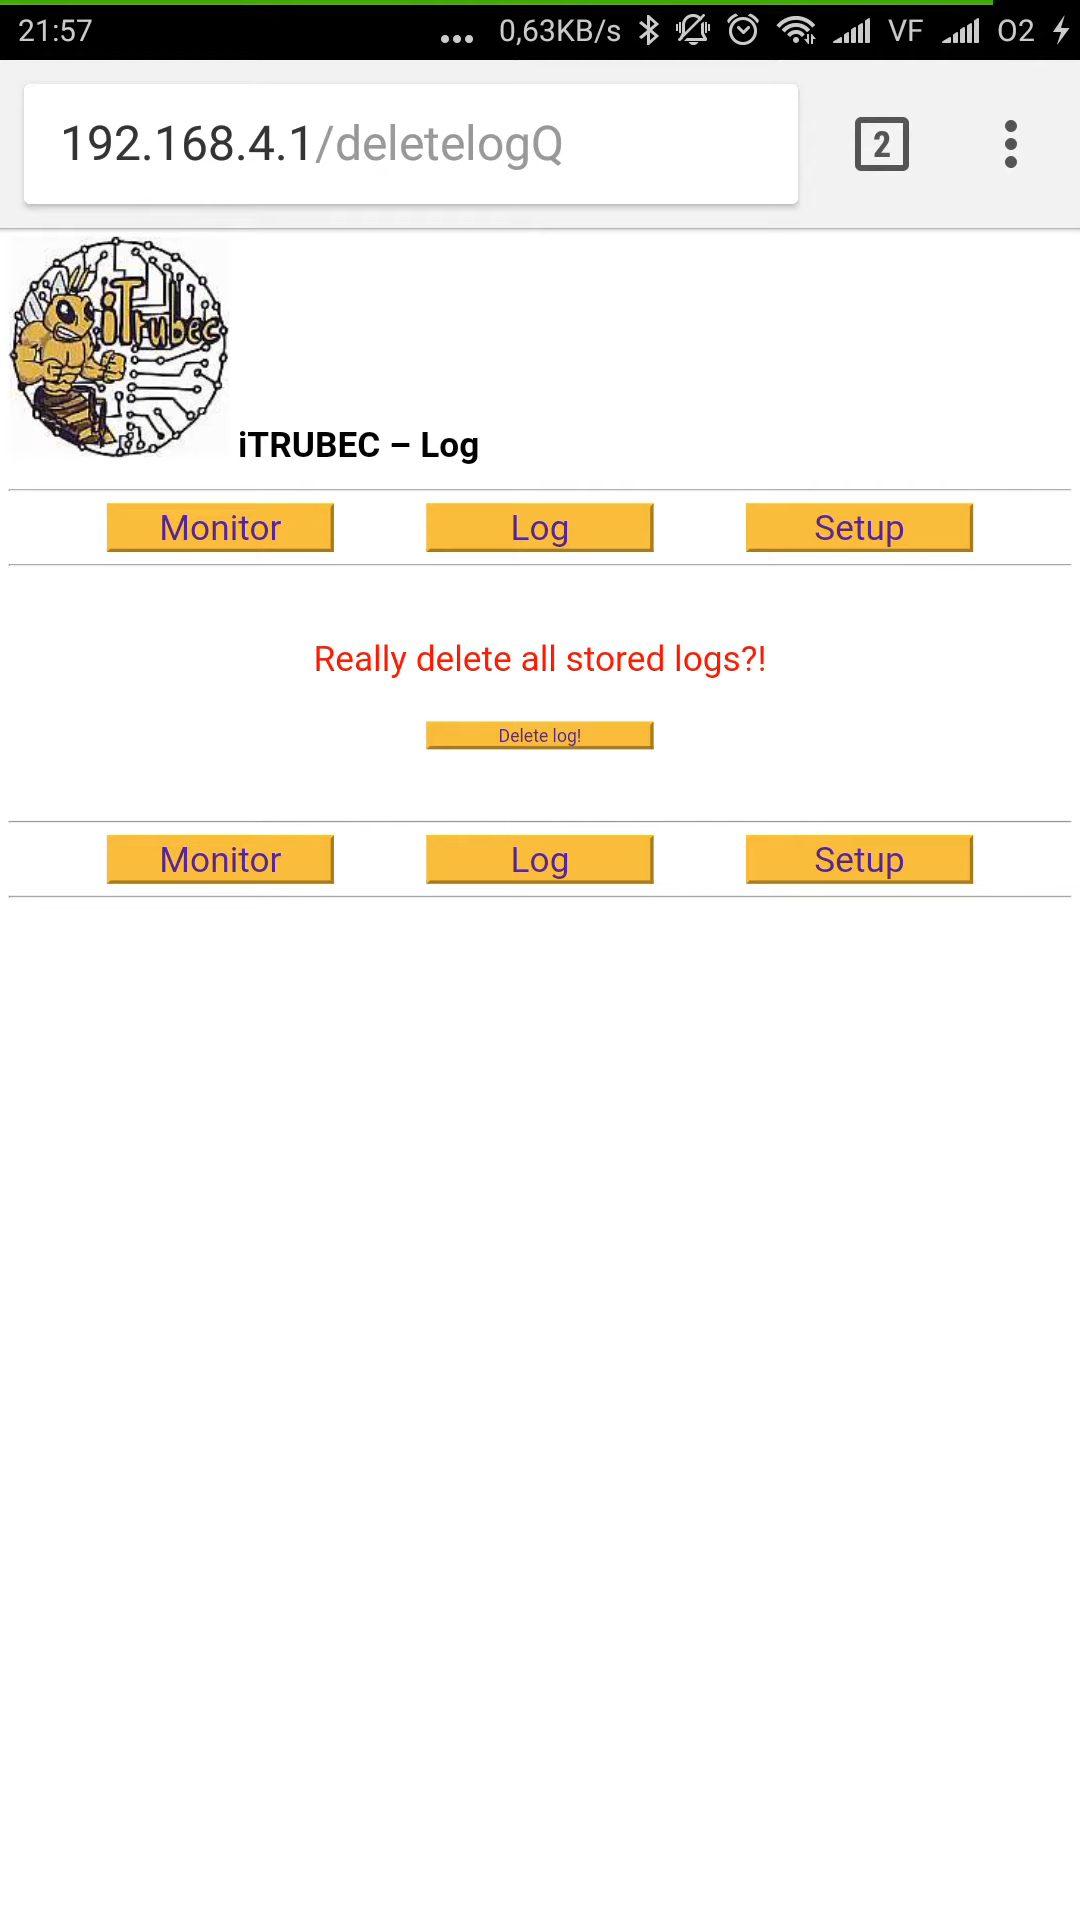 21:57 ... 0,63KB/s VF O2
192.168.4.1/deletelogQ 2
iTrubec
iTRUBEC – Log
Monitor Log Setup
Really delete all stored logs?!
Delete log!
Monitor Log Setup